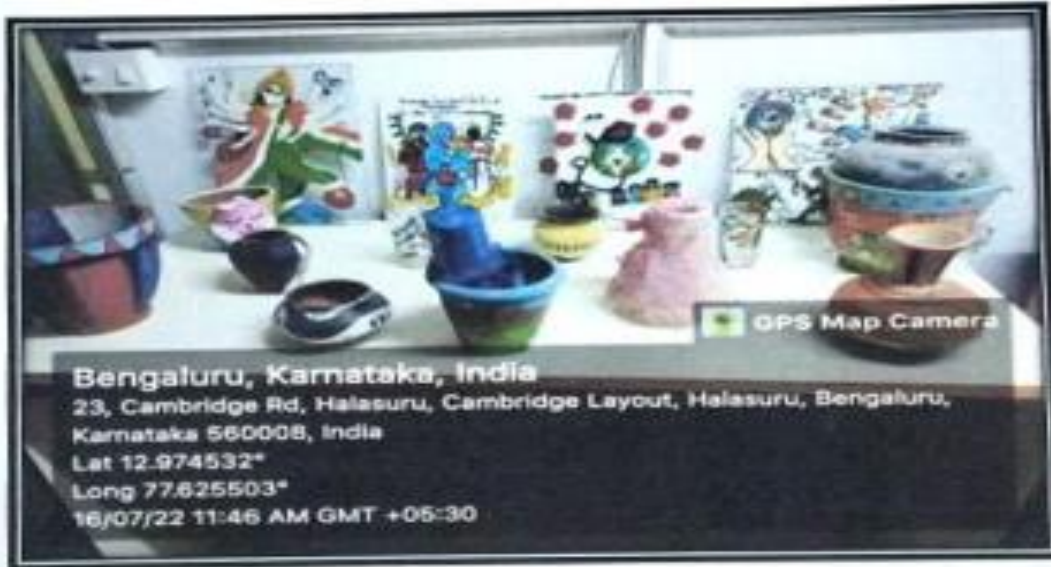 GPS Map Camera
Bengaluru, Karnataka, India
23, Cambridge Rd, Halasuru, Cambridge Layout, Halasuru, Bengaluru,
Karnataka 560008, India
Lat 12.974532°
Long 77.625503°
16/07/22 11:46 AM GMT +05:30